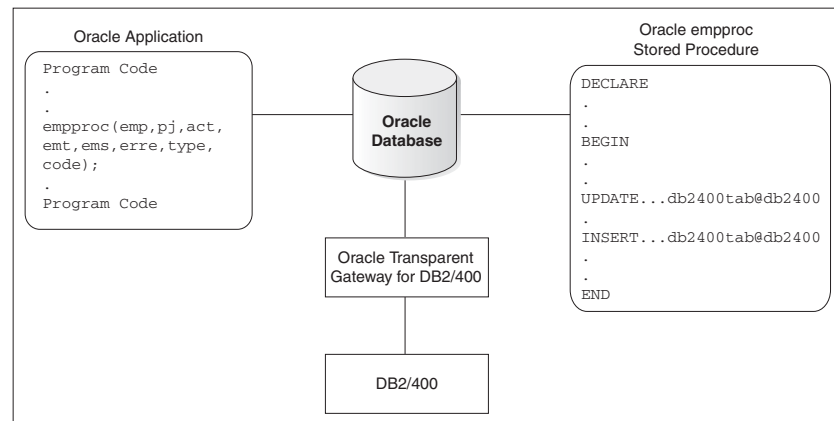 Oracle Application
Program Code
.
.
empproc(emp,pj,act,
emt,ems,erre,type,
code);
.
Program Code
Oracle
Database
Oracle Transparent
Gateway for DB2/400
DB2/400
Oracle empproc
Stored Procedure
DECLARE
.
.
BEGIN
.
.
UPDATE...db2400tab@db2400
.
INSERT...db2400tab@db2400
.
.
END